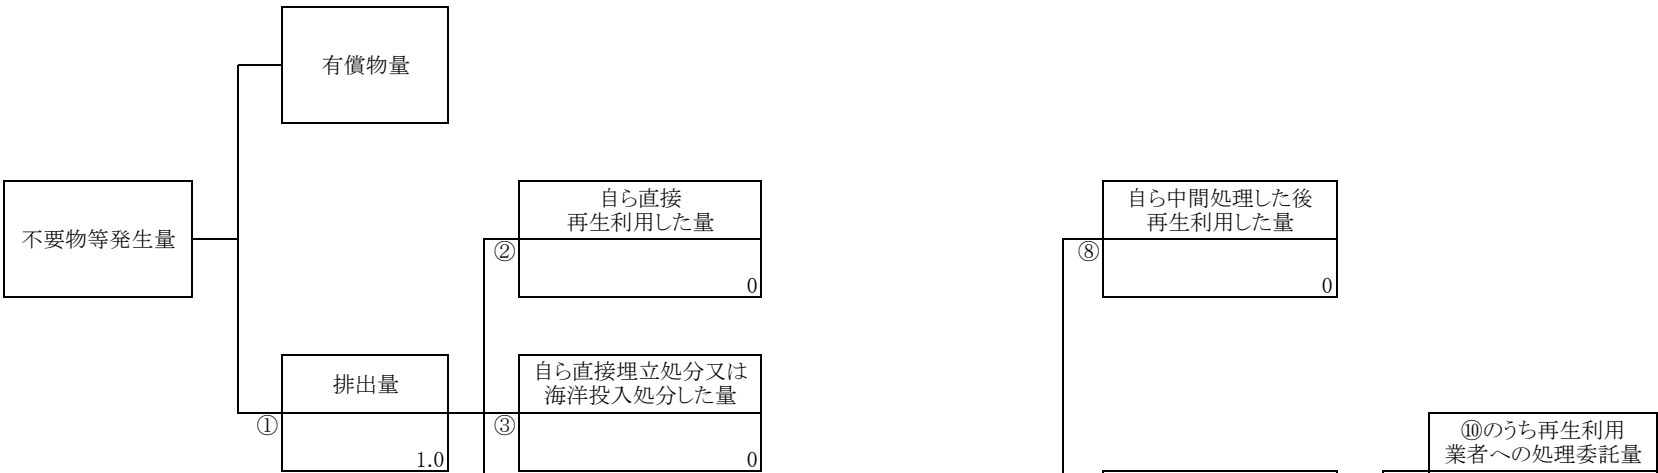 有償物量
不要物等発生量
自ら直接
再生利用した量
②
0
自ら中間処理した後
再生利用した量
⑧
0
排出量
①
1.0
自ら直接埋立処分又は
海洋投入処分した量
③
0
⑩のうち再生利用
業者への処理委託量